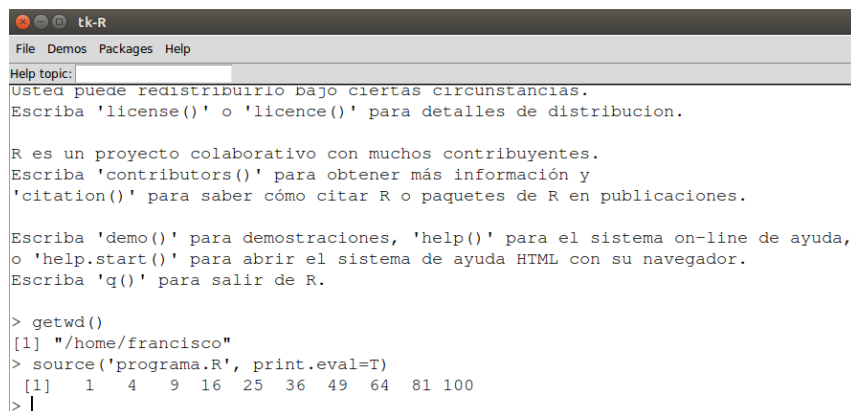 tk-R
File Demos Packages Help
Help topic:
Usted puede redistribuirlo bajo ciertas circunstancias.
Escriba 'license()' o 'licence()' para detalles de distribucion.
R es un proyecto colaborativo con muchos contribuyentes.
Escriba 'contributors()' para obtener más información y
'citation()' para saber cómo citar R o paquetes de R en publicaciones.
Escriba 'demo()' para demostraciones, 'help()' para el sistema on-line de ayuda,
o 'help.start()' para abrir el sistema de ayuda HTML con su navegador.
Escriba 'q()' para salir de R.
> getwd()
[1] "/home/francisco"
> source('programa.R', print.eval=T)
[1]   1   4   9  16  25  36  49  64  81 100
>